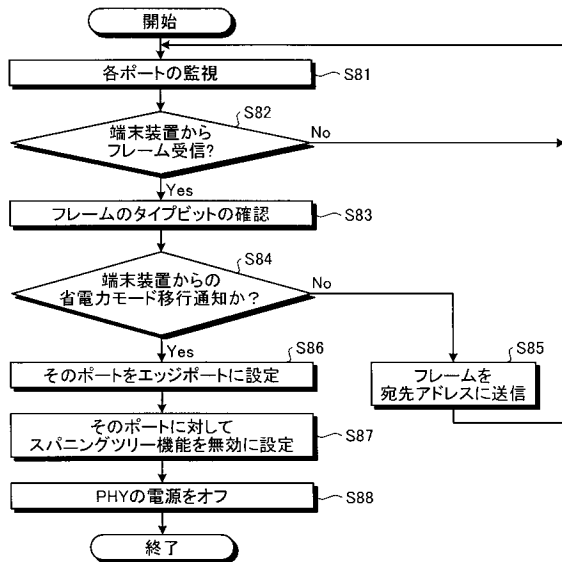 開始
各ポートの監視
S81
端末装置から
フレーム受信?
S82
No
Yes
フレームのタイプビットの確認
S83
端末装置からの
省電力モード移行通知か?
S84
No
Yes
フレームを
宛先アドレスに送信
S85
そのポートをエッジポートに設定
S86
そのポートに対して
スパニングツリー機能を無効に設定
S87
PHYの電源をオフ
S88
終了